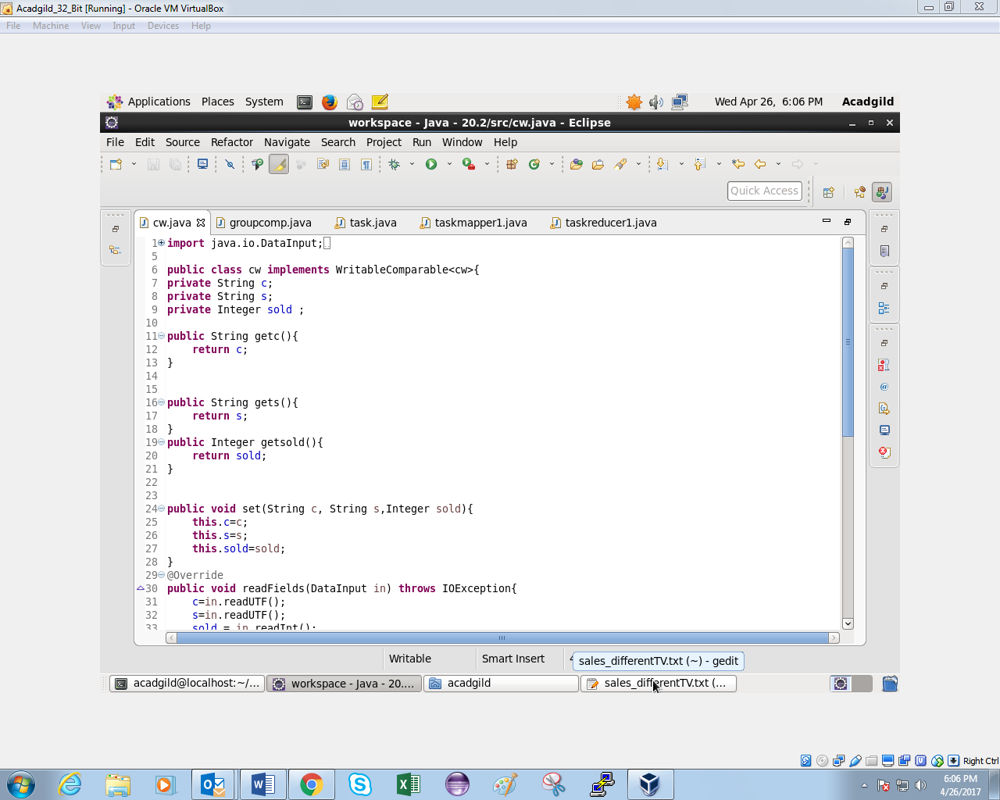 Acadgild_32_Bit [Running] - Oracle VM VirtualBox
File Machine View Input Devices Help
Applications Places System Wed Apr 26, 6:06 PM Acadgild
workspace - Java - 20.2/src/cw.java - Eclipse
File Edit Source Refactor Navigate Search Project Run Window Help
Quick Access
cw.java groupcomp.java task.java taskmapper1.java taskreducer1.java
1 import java.io.DataInput;
5
6 public class cw implements WritableComparable<cw>{
7 private String c;
8 private String s;
9 private Integer sold ;
10
11 public String getc(){
12 return c;
13 }
14
15
16 public String gets(){
17 return s;
18 }
19 public Integer getsold(){
20 return sold;
21 }
22
23
24 public void set(String c, String s,Integer sold){
25 this.c=c;
26 this.s=s;
27 this.sold=sold;
28 }
29 @Override
30 public void readFields(DataInput in) throws IOException{
31 c=in.readUTF();
32 s=in.readUTF();
33 sold = in.readInt();
Writable Smart Insert
sales_differentTV.txt (~) - gedit
acadgild@localhost:~/... workspace - Java - 20.... acadgild sales_differentTV.txt (...
Right Ctrl
6:06 PM
4/26/2017